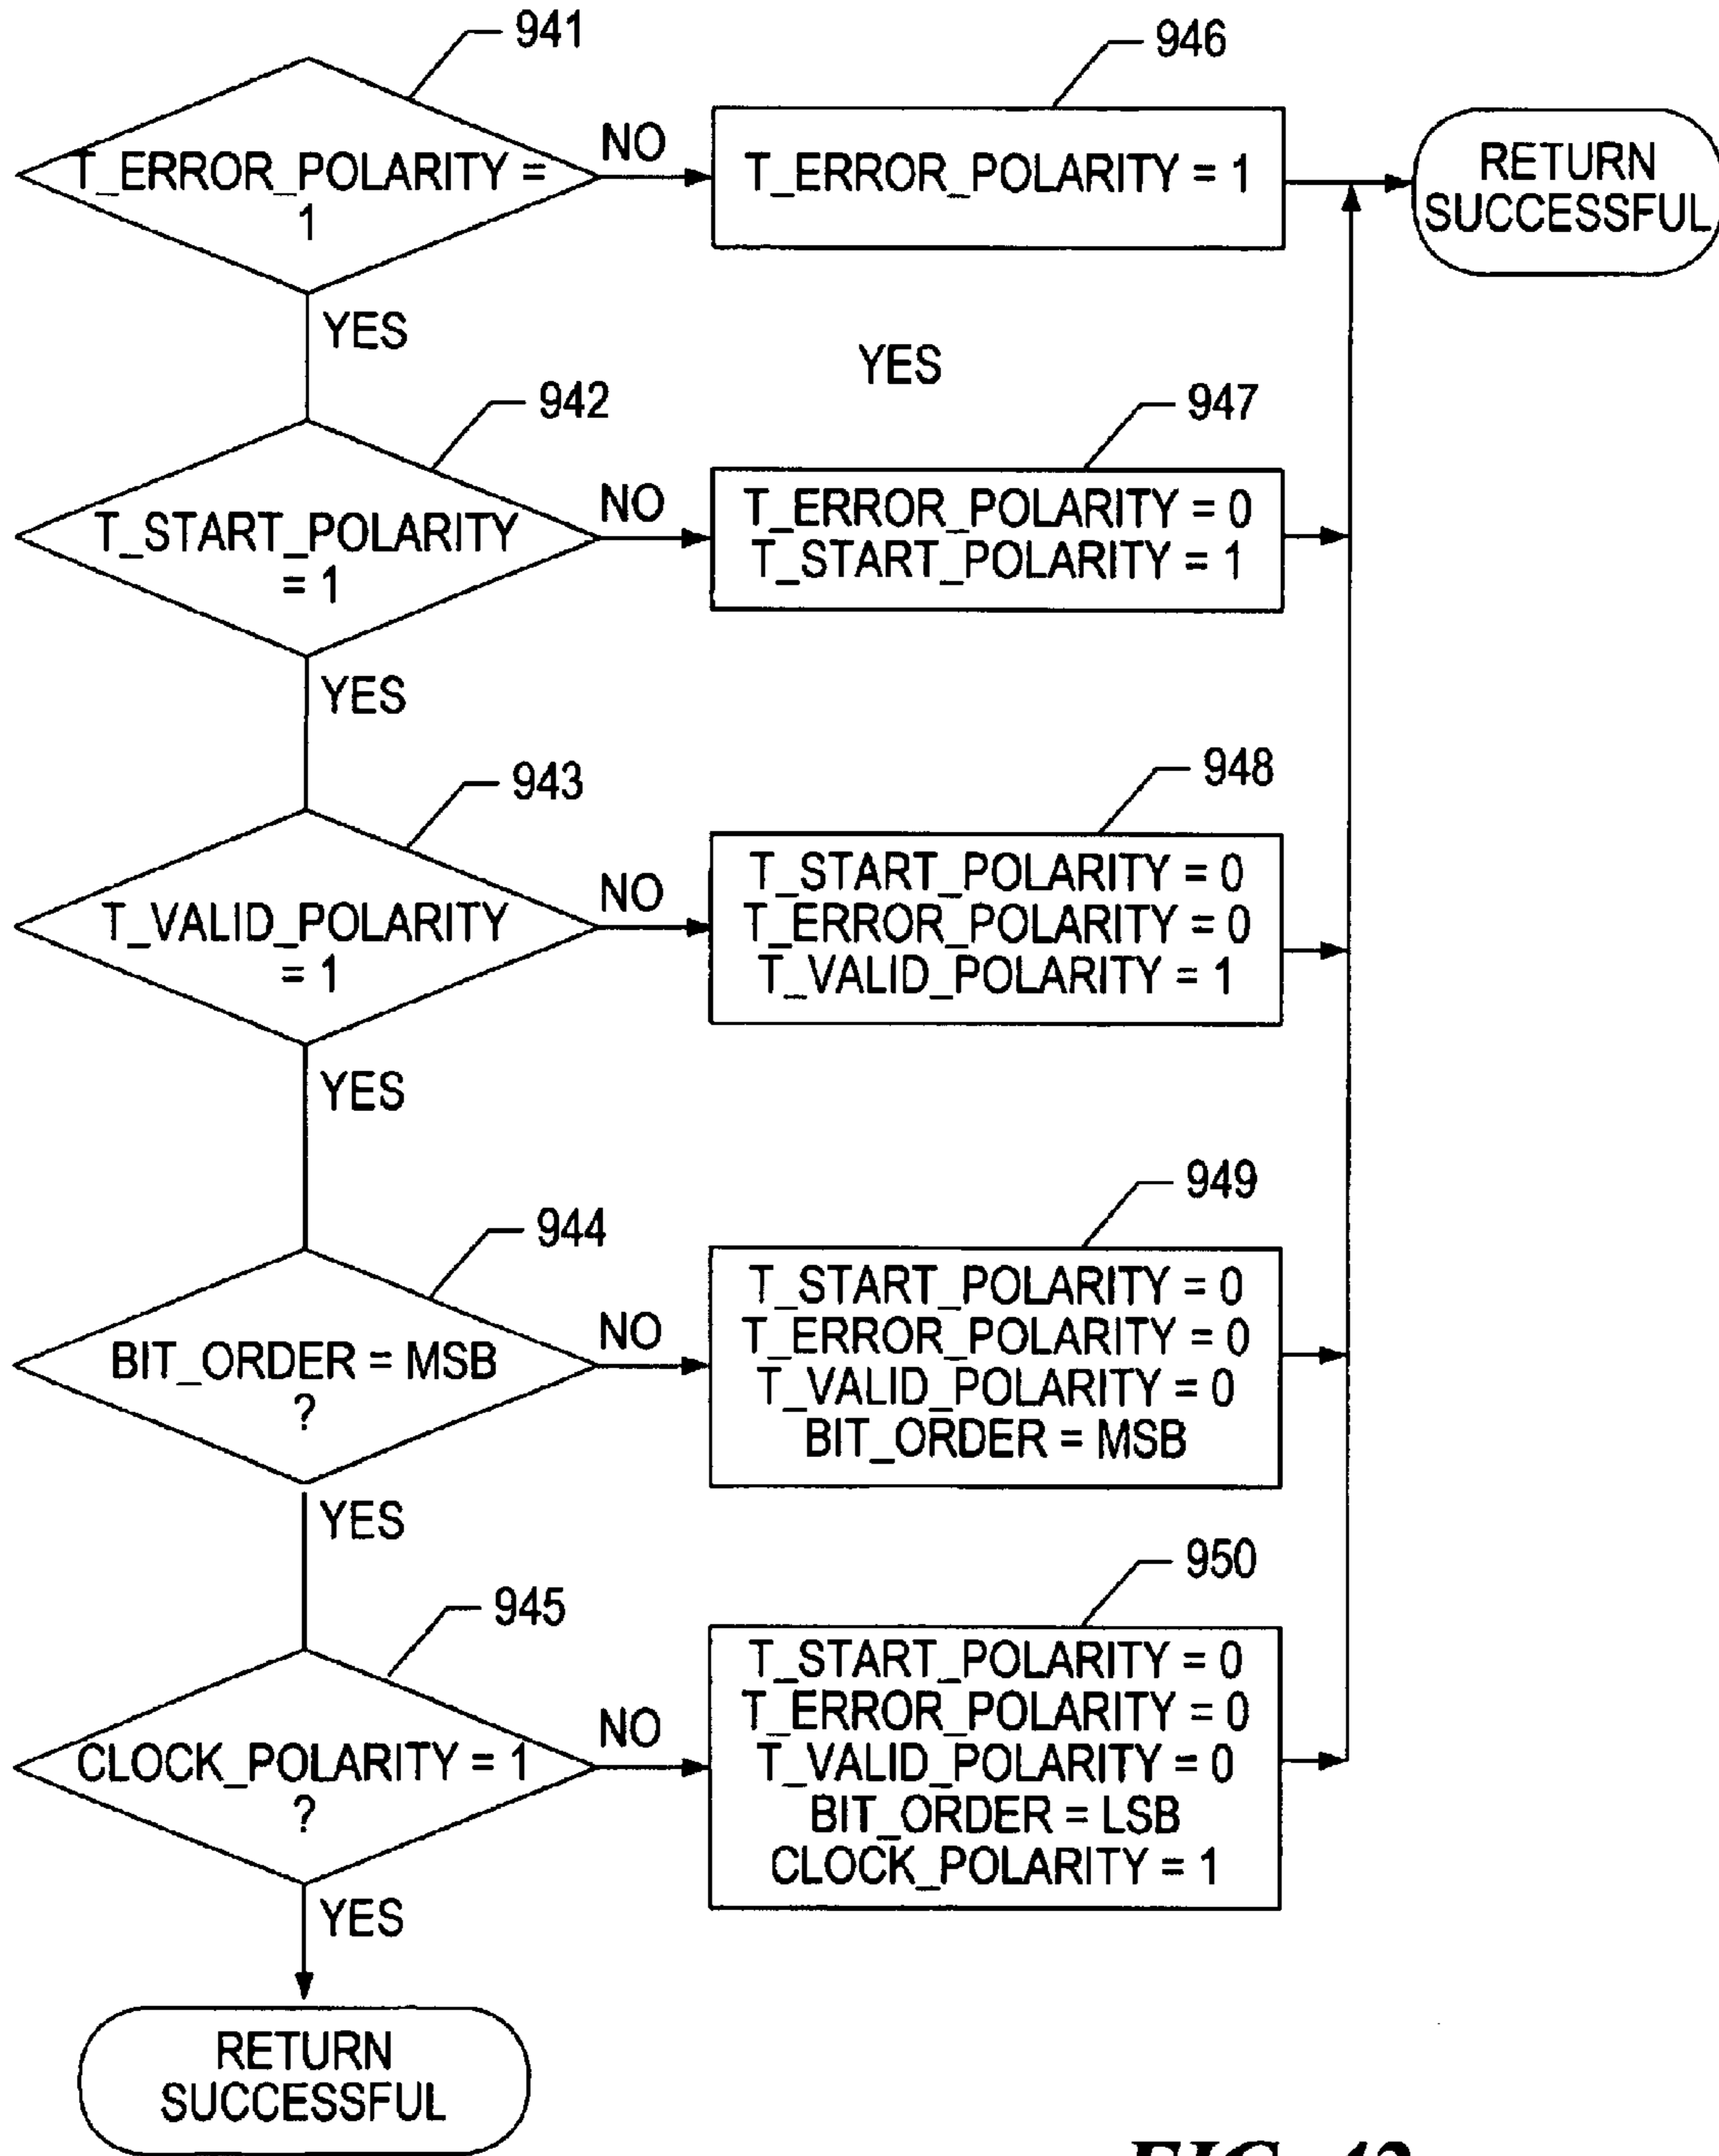 941
T_ERROR_POLARITY =
1
NO
946
T_ERROR_POLARITY = 1
RETURN
SUCCESSFUL
YES
YES
942
T_START_POLARITY
= 1
NO
947
T_ERROR_POLARITY = 0
T_START_POLARITY = 1
YES
943
T_VALID_POLARITY
= 1
NO
948
T_START_POLARITY = 0
T_ERROR_POLARITY = 0
T_VALID_POLARITY = 1
YES
944
BIT_ORDER = MSB
?
NO
949
T_START_POLARITY = 0
T_ERROR_POLARITY = 0
T_VALID_POLARITY = 0
BIT_ORDER = MSB
YES
945
CLOCK_POLARITY = 1
?
NO
950
T_START_POLARITY = 0
T_ERROR_POLARITY = 0
T_VALID_POLARITY = 0
BIT_ORDER = LSB
CLOCK_POLARITY = 1
YES
RETURN
SUCCESSFUL